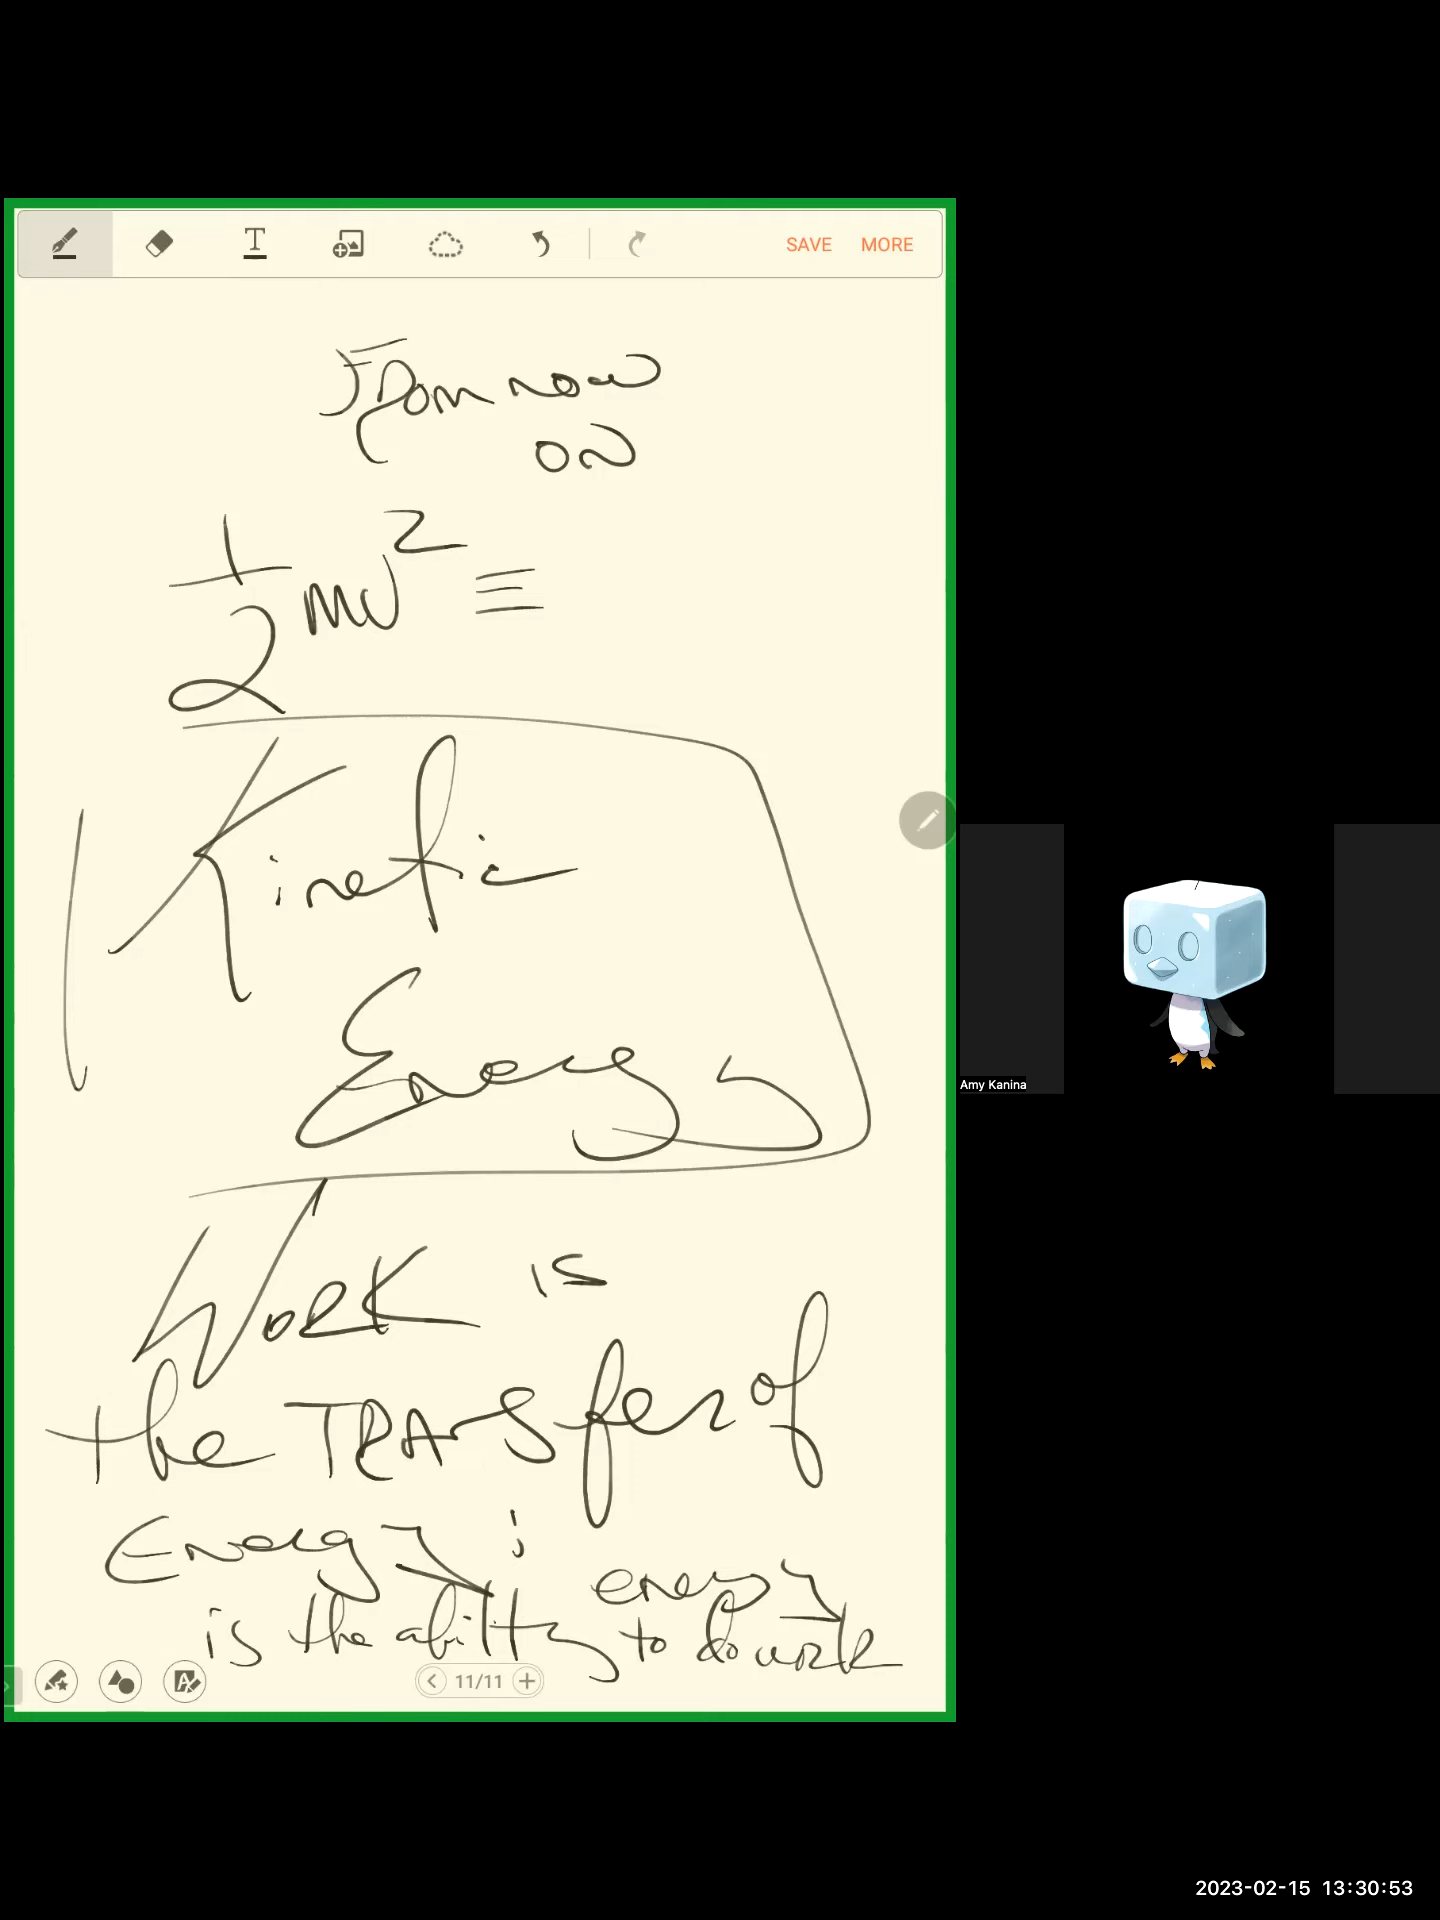 T
SAVE MORE
From now
on
1/2 mv² ≡
Kinetic
Energy
Work is
the TRANSfer of
Energy;
energy
is the ability to do work
A
11/11
Amy Kanina
2023-02-15 13:30:53